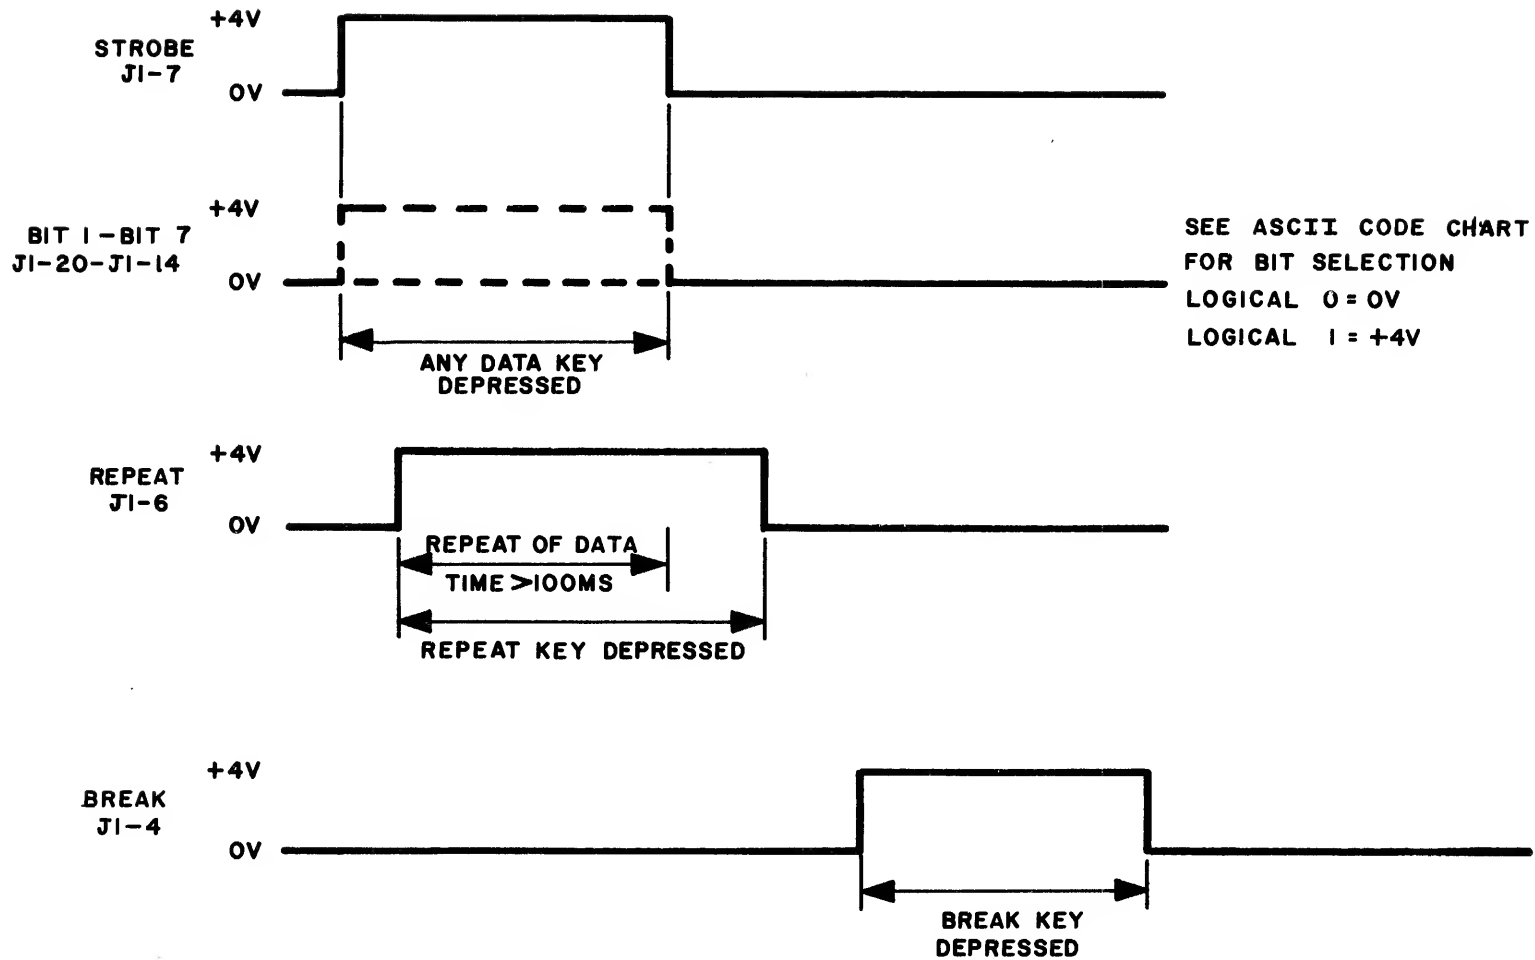 +4V
STROBE
J1-7
0V
+4V
BIT 1-BIT 7
J1-20-J1-14
0V
SEE ASCII CODE CHART
FOR BIT SELECTION
LOGICAL 0=0V
LOGICAL 1=+4V
ANY DATA KEY
DEPRESSED
+4V
REPEAT
J1-6
0V
REPEAT OF DATA
TIME >100MS
REPEAT KEY DEPRESSED
+4V
BREAK
J1-4
0V
BREAK KEY
DEPRESSED